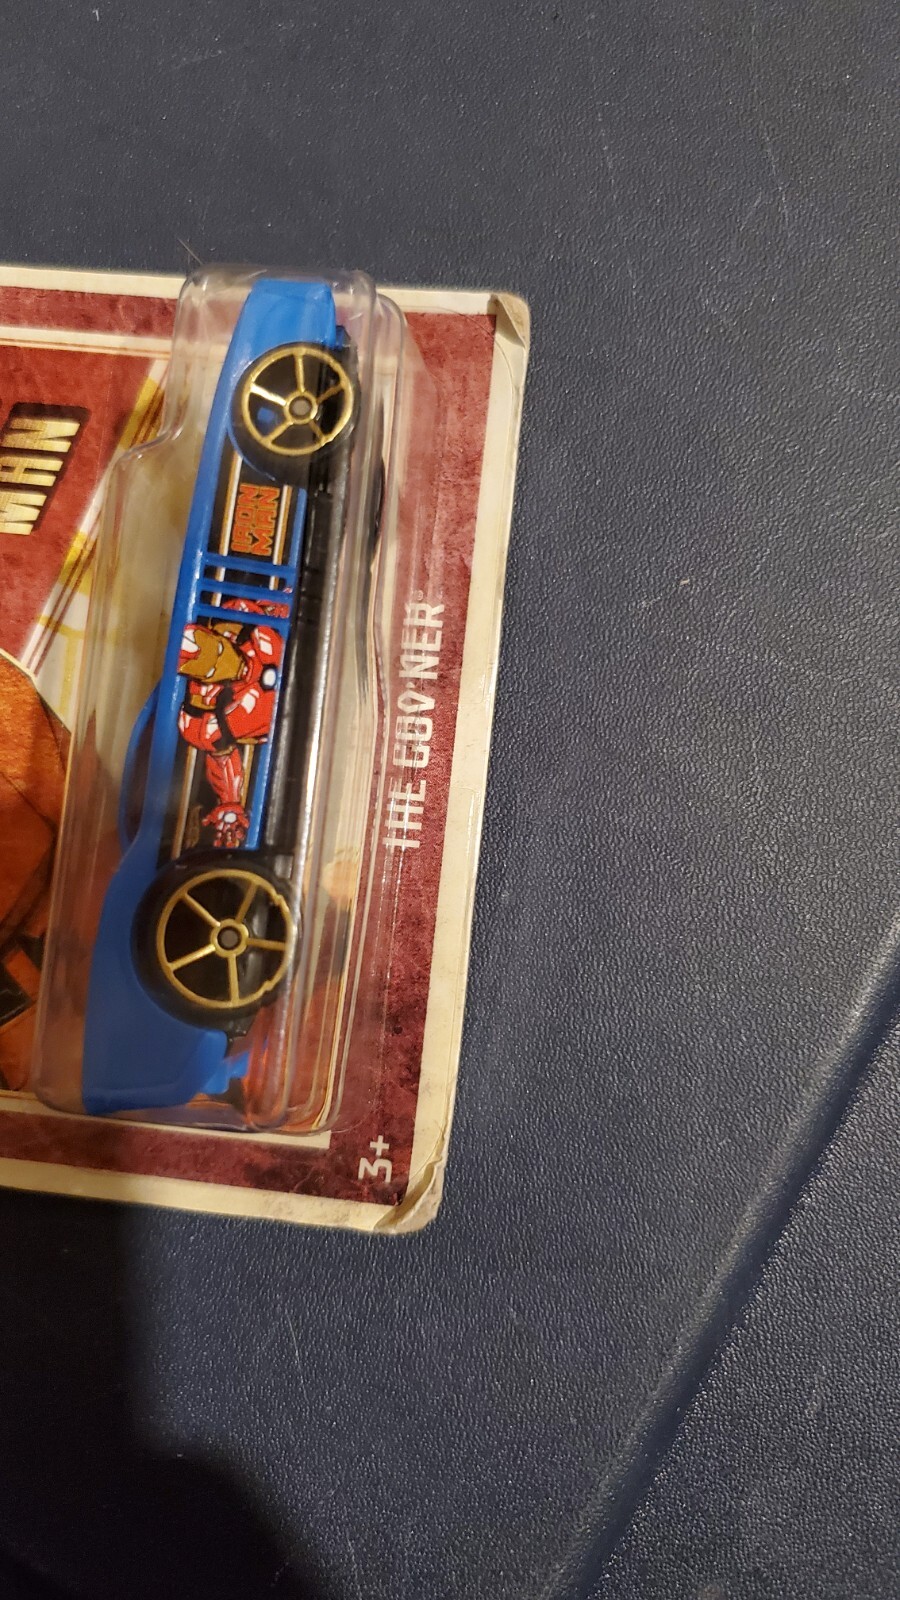 MAN
IRON
MAN
THE GOV'NER
3+